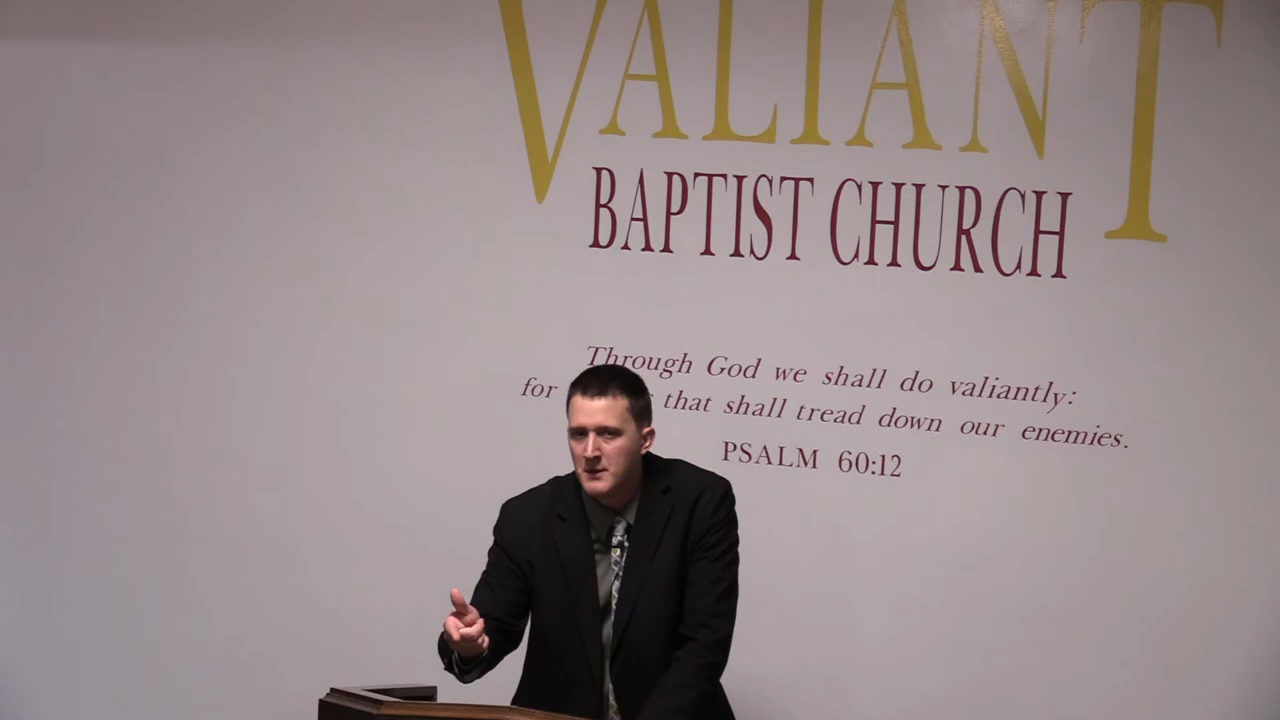 VALIANT
BAPTIST CHURCH
Through God we shall do valiantly:
for that shall tread down our enemies.
PSALM 60:12